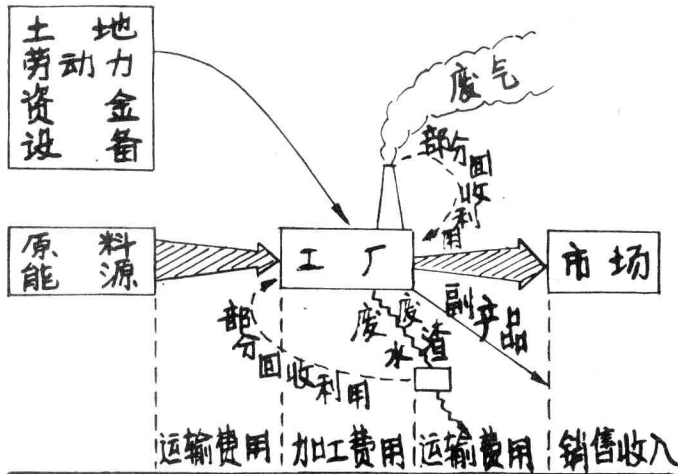 土地
劳动力
资金
设备
废气
部分回收利用
原料
能源
工厂
市场
废水
废渣
副产品
部分回收利用
运输费用
加工费用
运输费用
销售收入